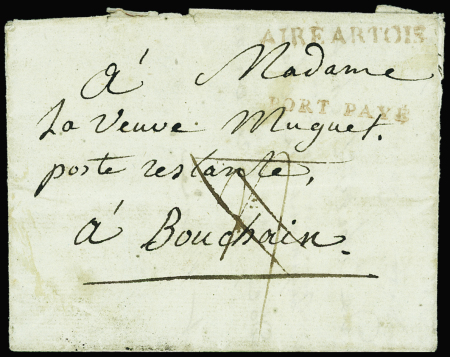 AIRE ARTOIS
à Madame
PORT PAYÉ
La Veuve Muguet.
poste restante,
à Bouchain.